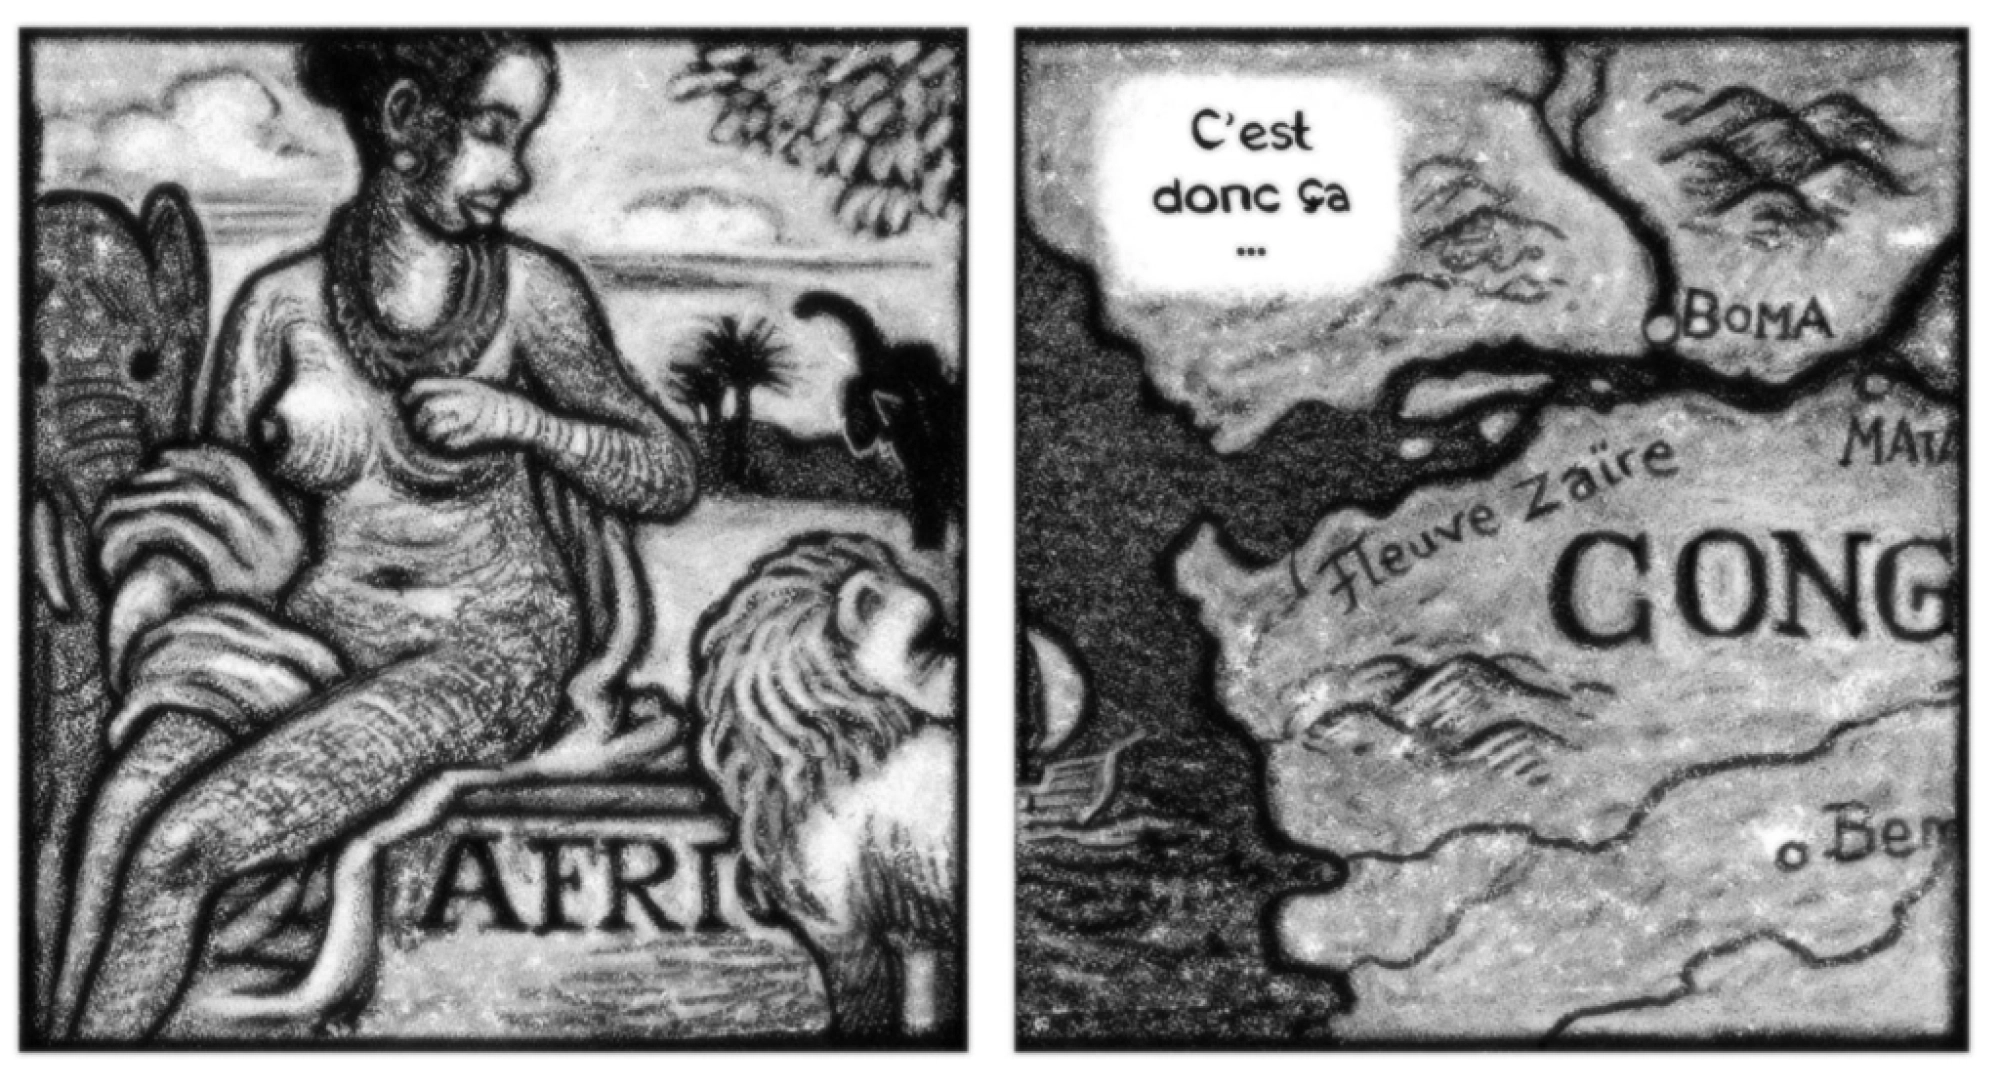 AFRI
C'est
donc ça
...
BOMA
MATA
Fleuve Zaïre
CONG
Bem